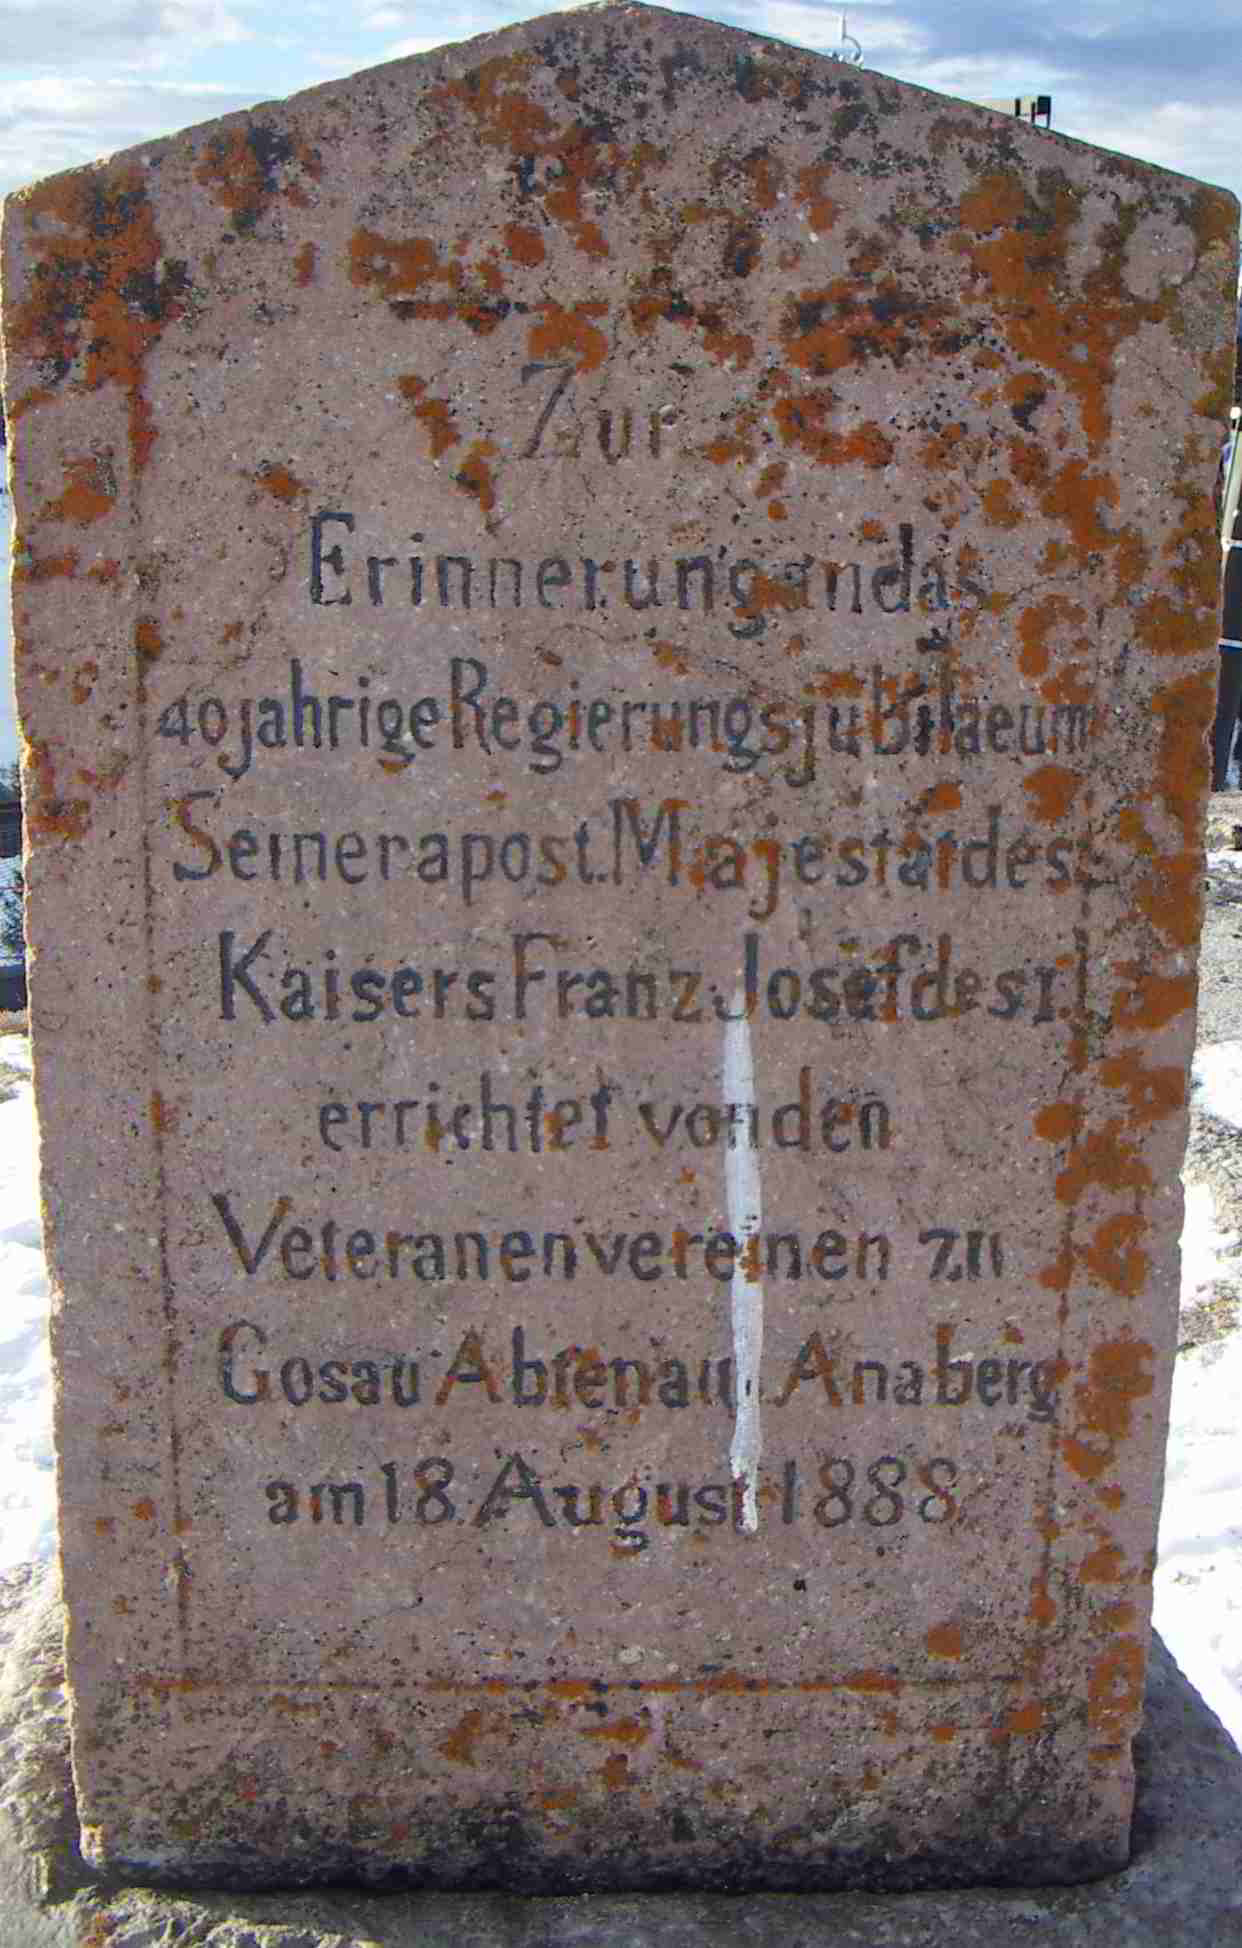 Zur
Erinnerung an das
40 jahrige Regierungsjubilaeum
Seiner apost. Majestät des
Kaisers Franz Josef des I.
errichtet von den
Veteranenvereinen zu
Gosau Abtenau Anaberg
am 18 August 1888